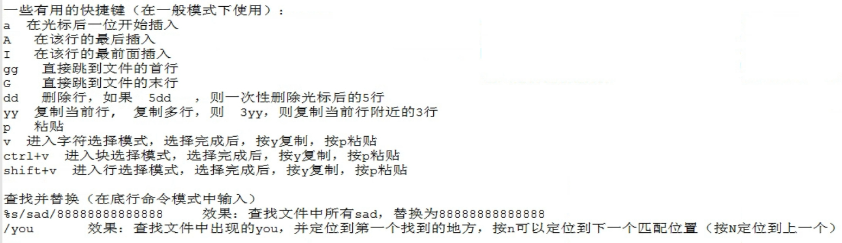 一些有用的快捷键（在一般模式下使用）：
a  在光标后一位开始插入
A   在该行的最后插入
I   在该行的最前面插入
gg   直接跳到文件的首行
G    直接跳到文件的末行
dd   删除行，如果  5dd  ，则一次性删除光标后的5行
yy  复制当前行,  复制多行，则  3yy，则复制当前行附近的3行
p   粘贴
v  进入字符选择模式，选择完成后，按y复制，按p粘贴
ctrl+v  进入块选择模式，选择完成后，按y复制，按p粘贴
shift+v  进入行选择模式，选择完成后，按y复制，按p粘贴
查找并替换（在底行命令模式中输入）
%s/sad/88888888888888     效果：查找文件中所有sad，替换为88888888888888
/you       效果：查找文件中出现的you，并定位到第一个找到的地方，按n可以定位到下一个匹配位置（按N定位到上一个）